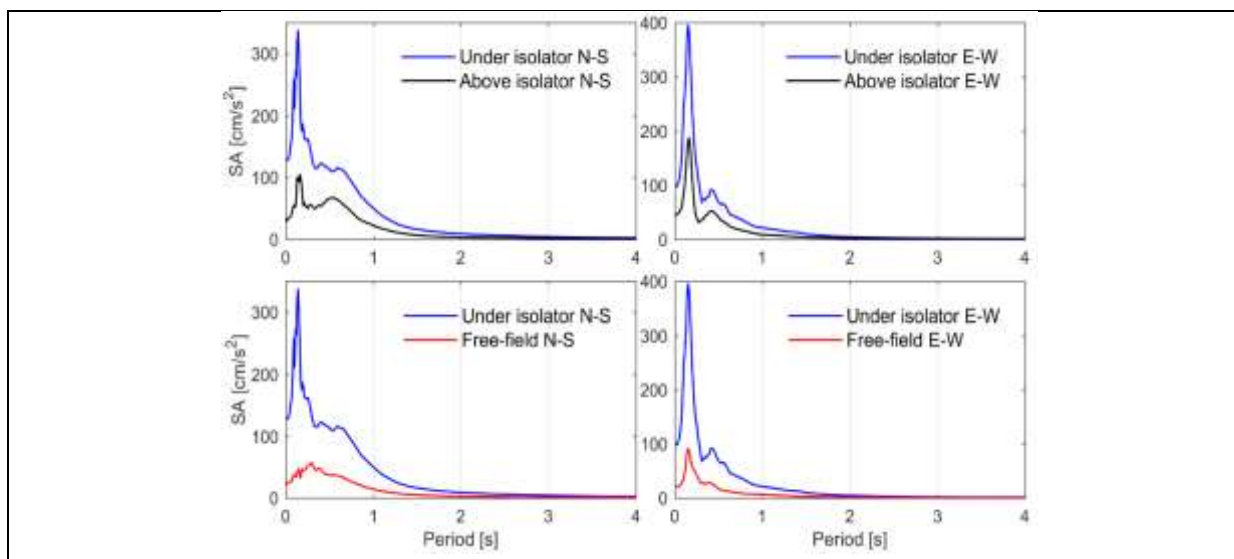 300
200
100
0
SA [cm/s²]
Under isolator N-S
Above isolator N-S
0 1 2 3 4
400
300
200
100
0
Under isolator E-W
Above isolator E-W
0 1 2 3 4
300
200
100
0
SA [cm/s²]
Under isolator N-S
Free-field N-S
0 1 2 3 4
Period [s]
400
300
200
100
0
Under isolator E-W
Free-field E-W
0 1 2 3 4
Period [s]